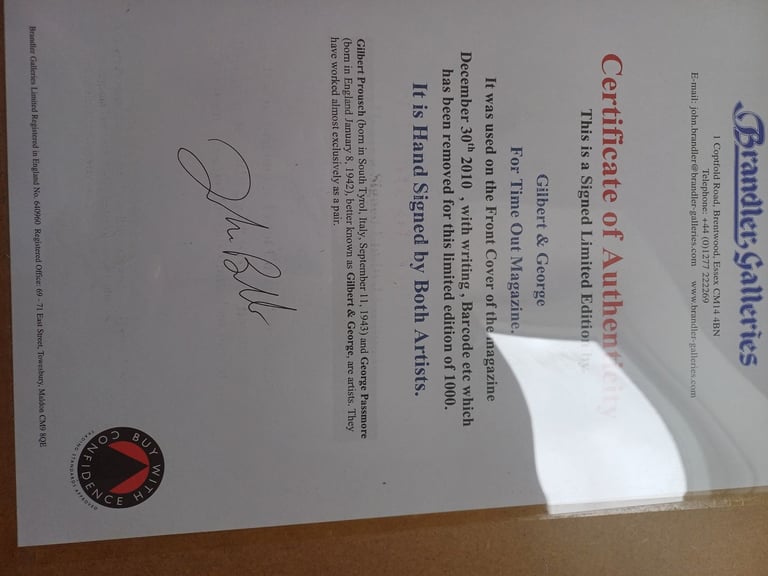 Brandler Galleries
1 Coptfold Road, Brentwood, Essex CM14 4BN
Telephone: +44 (0)1277 222269
E-mail: john.brandler@brandler-galleries.com www.brandler-galleries.com
Certificate of Authenticity
This is a Signed Limited Edition by
Gilbert & George
For Time Out Magazine.
It was used on the Front Cover of the magazine
December 30th 2010 , with writing , Barcode etc which
has been removed for this limited edition of 1000.
It is Hand Signed by Both Artists.
Gilbert Prousch (born in South Tyrol, Italy, September 11, 1943) and George Passmore
(born in England January 8, 1942), better known as Gilbert & George, are artists. They
have worked almost exclusively as a pair.
BUY WITH CONFIDENCE
TRADING STANDARDS APPROVED
Brandler Galleries Limited Registered in England No. 640960 Registered Office: 69 - 71 East Street, Towesbury, Maldon CM9 8QE